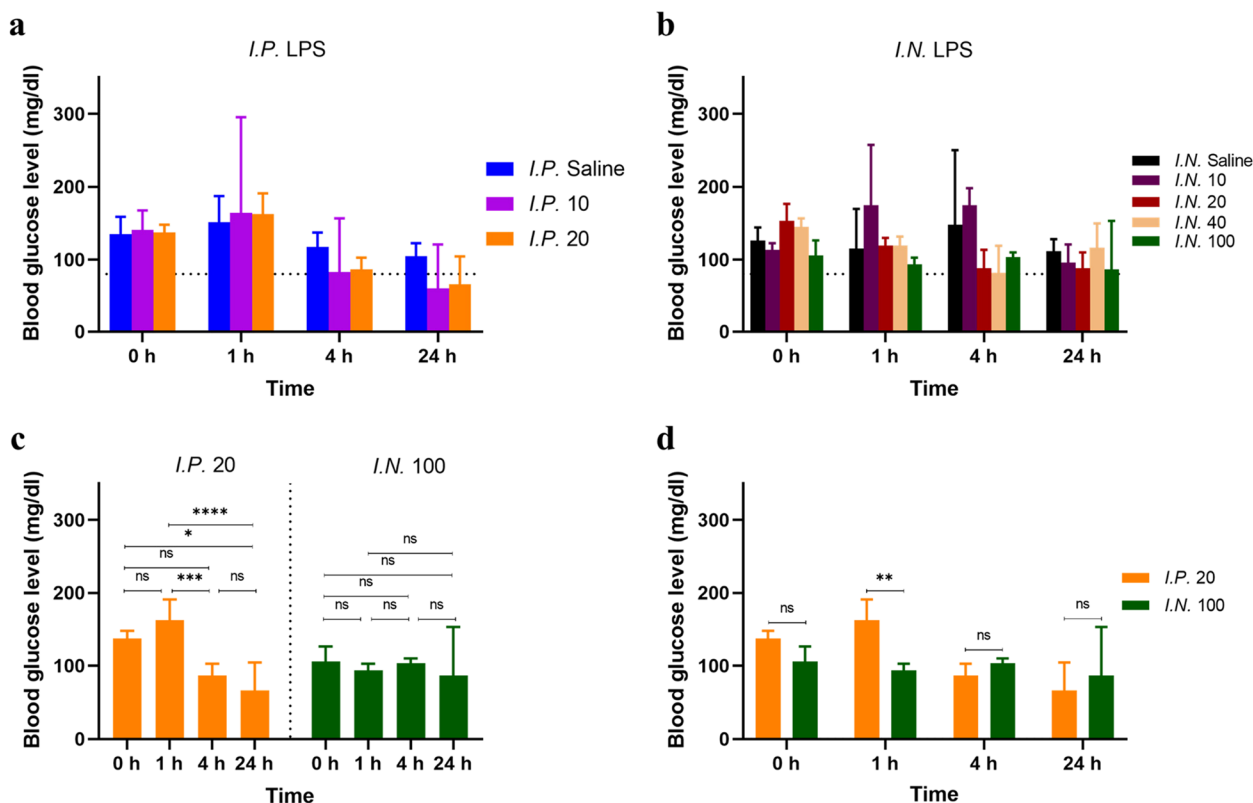 a
I.P. LPS
Blood glucose level (mg/dl)
300
200
100
0
0 h 1 h 4 h 24 h
Time
I.P. Saline
I.P. 10
I.P. 20
b
I.N. LPS
Blood glucose level (mg/dl)
300
200
100
0
0 h 1 h 4 h 24 h
Time
I.N. Saline
I.N. 10
I.N. 20
I.N. 40
I.N. 100
c
I.P. 20 I.N. 100
Blood glucose level (mg/dl)
300
200
100
0
****
*
ns
ns *** ns
ns
ns
ns
ns ns ns
0 h 1 h 4 h 24 h 0 h 1 h 4 h 24 h
Time
d
Blood glucose level (mg/dl)
300
200
100
0
ns ** ns ns
0 h 1 h 4 h 24 h
Time
I.P. 20
I.N. 100